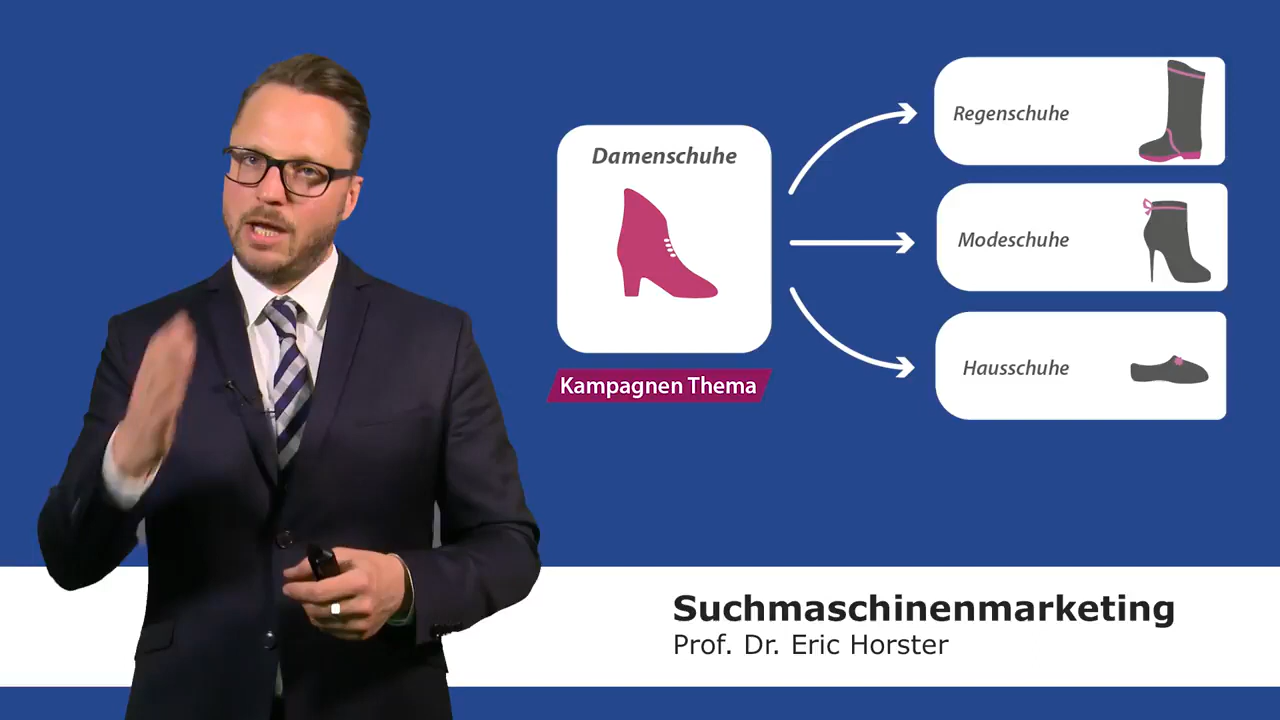 Damenschuhe
Kampagnen Thema
Regenschuhe
Modeschuhe
Hausschuhe
Suchmaschinenmarketing
Prof. Dr. Eric Horster